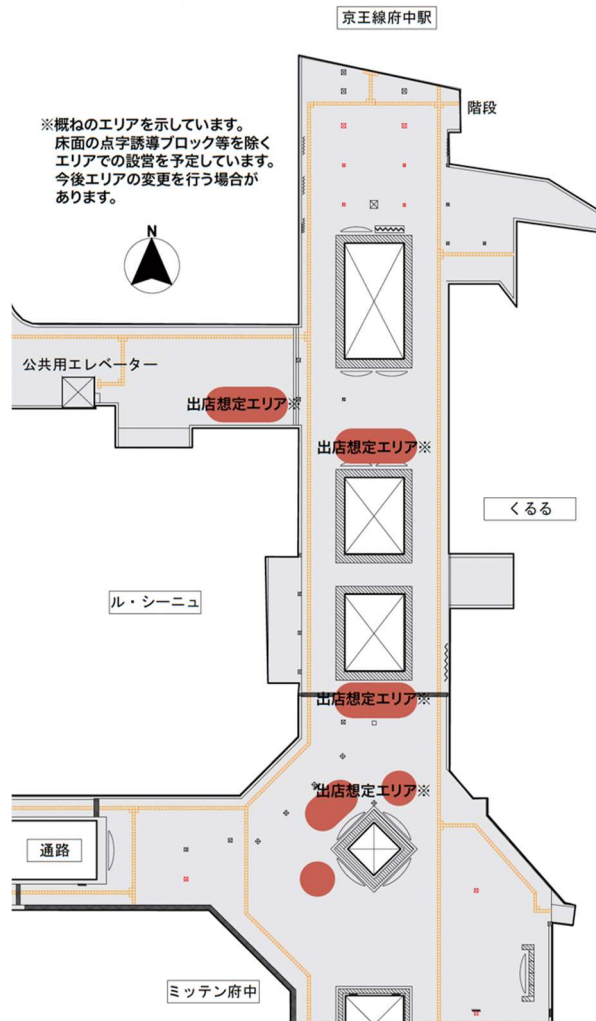 京王線府中駅
階段
※概ねのエリアを示しています。
床面の点字誘導ブロック等を除く
エリアでの設営を予定しています。
今後エリアの変更を行う場合が
あります。
N
公共用エレベーター
出店想定エリア※
出店想定エリア※
くるる
ル・シーニュ
出店想定エリア※
出店想定エリア※
通路
ミッテン府中